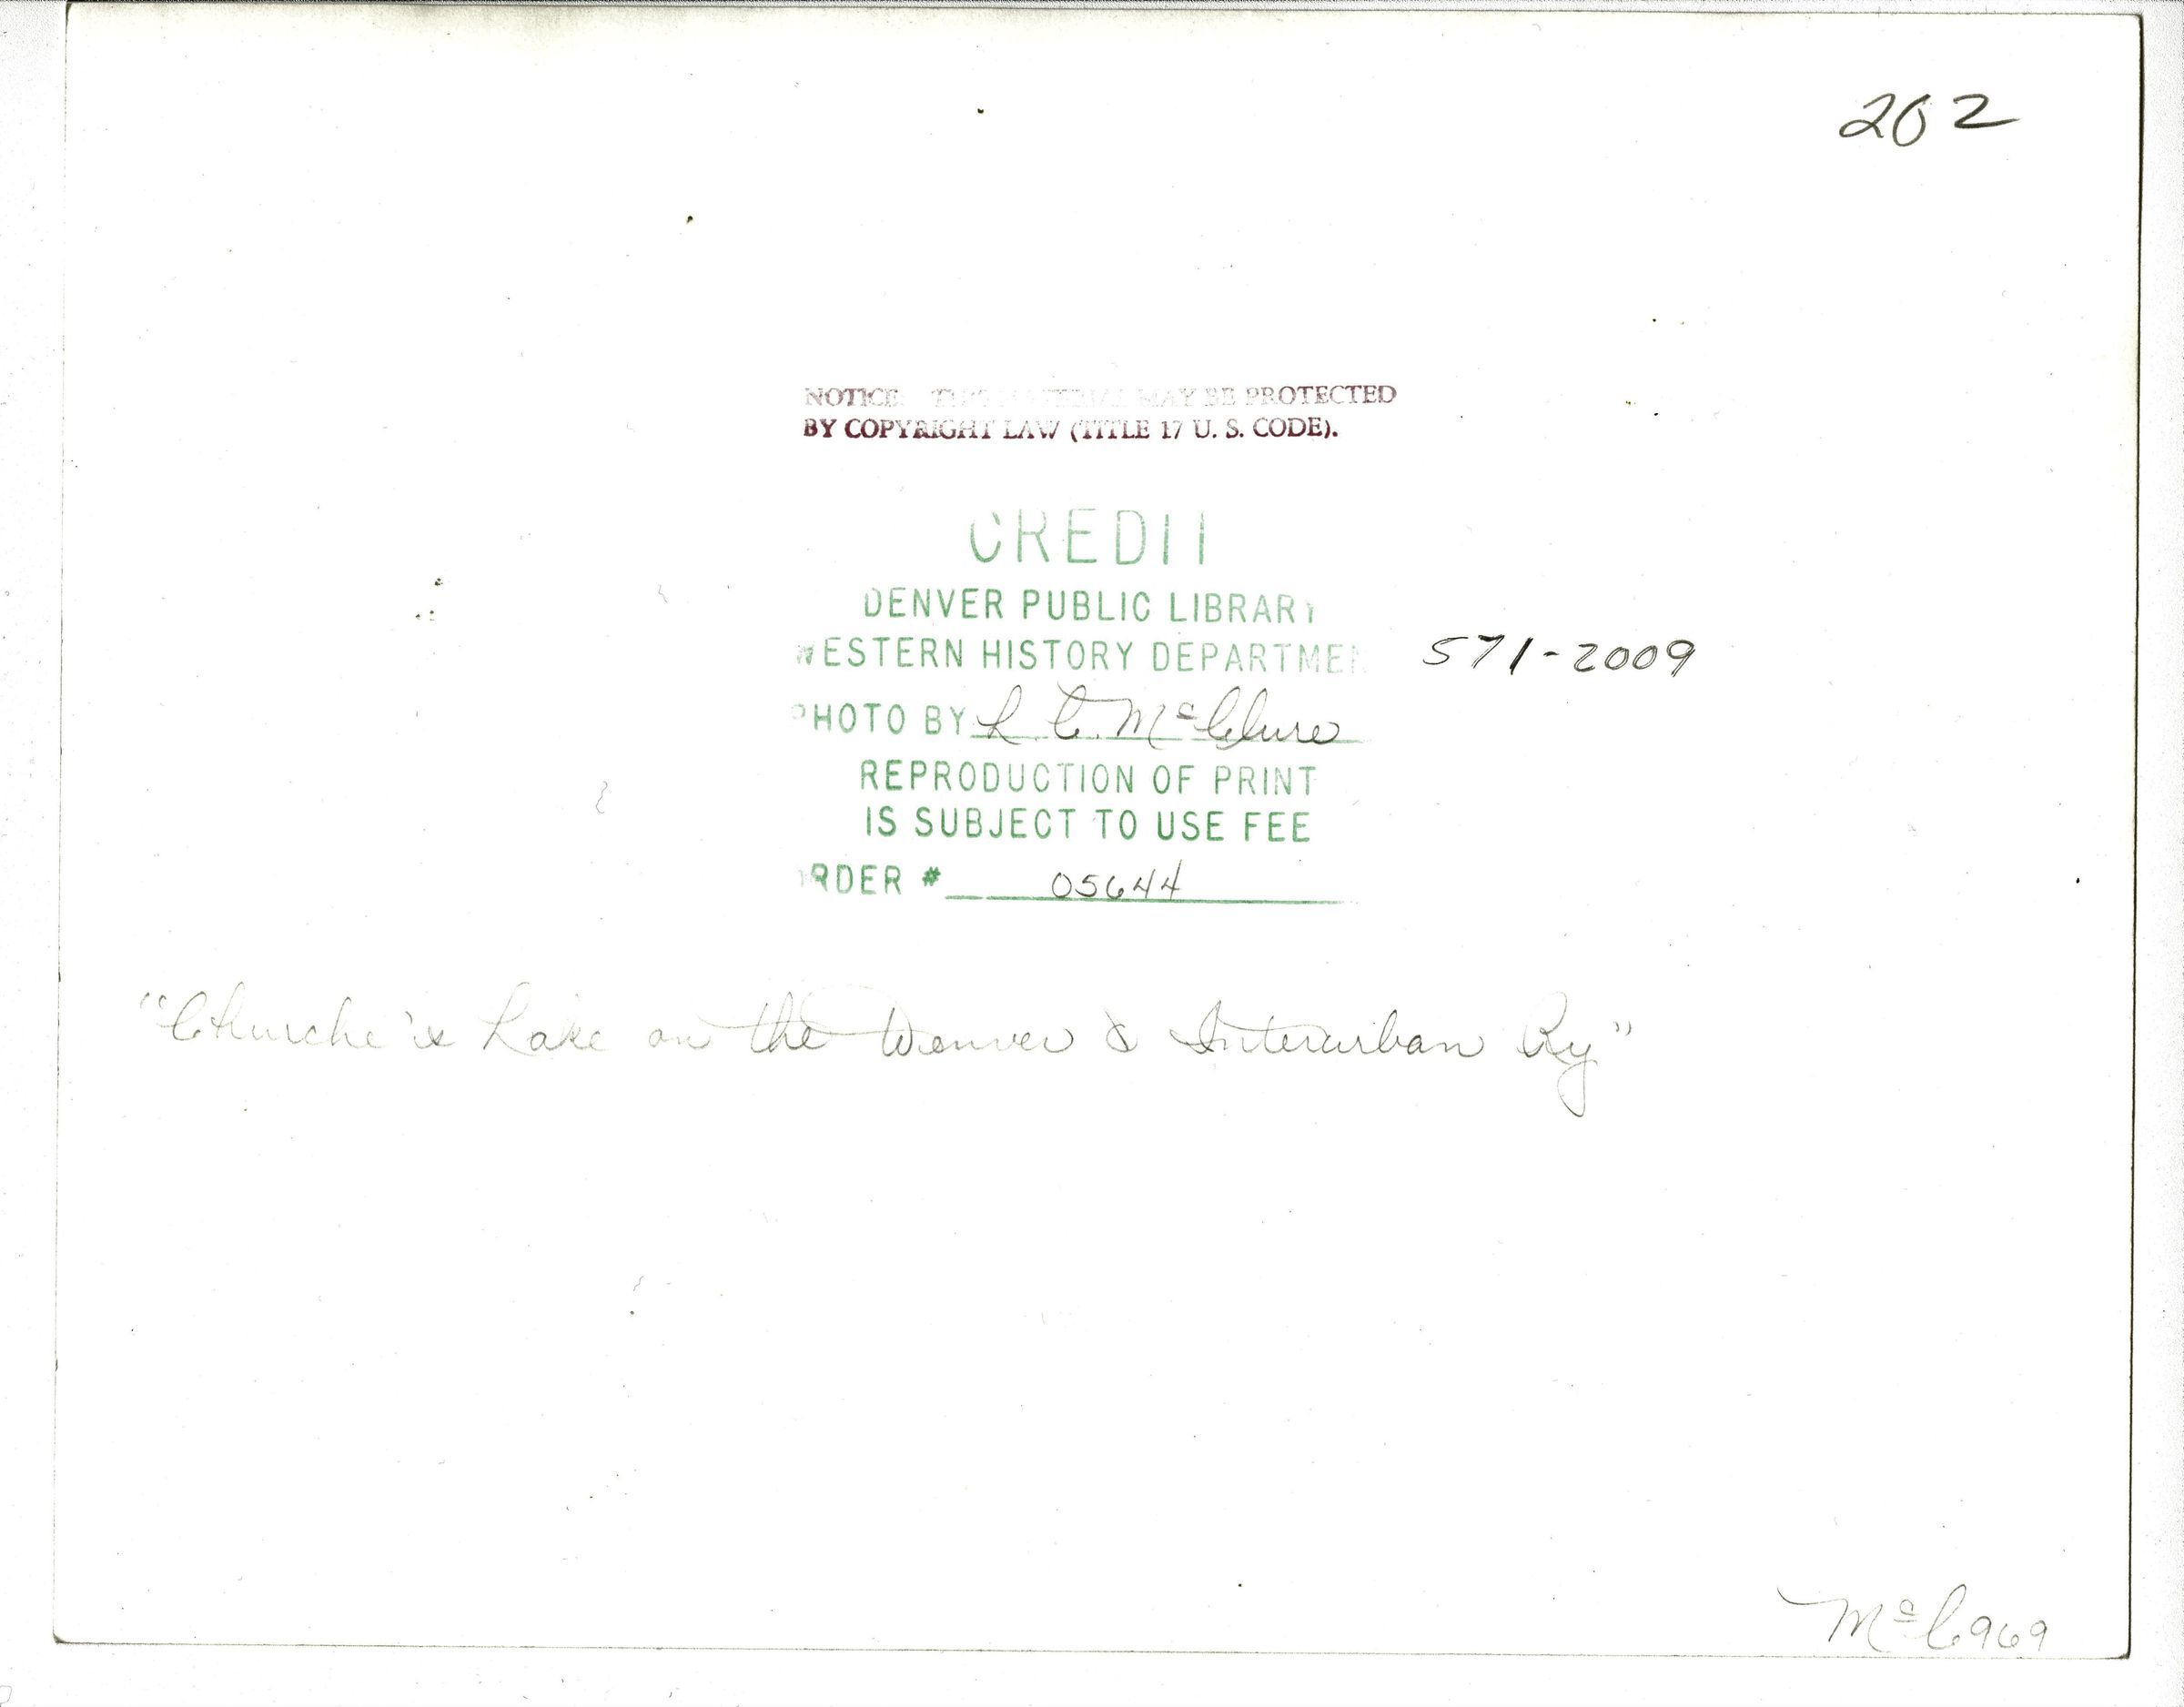 202
NOTICE THIS MATERIAL MAY BE PROTECTED
BY COPYRIGHT LAW (TITLE 17 U. S. CODE).
CREDIT
DENVER PUBLIC LIBRARY
WESTERN HISTORY DEPARTMEN 571-2009
PHOTO BY L. C. McClure
REPRODUCTION OF PRINT
IS SUBJECT TO USE FEE
ORDER # 05644
"Churche's Lake on the Denver & Interurban Ry"
McC969